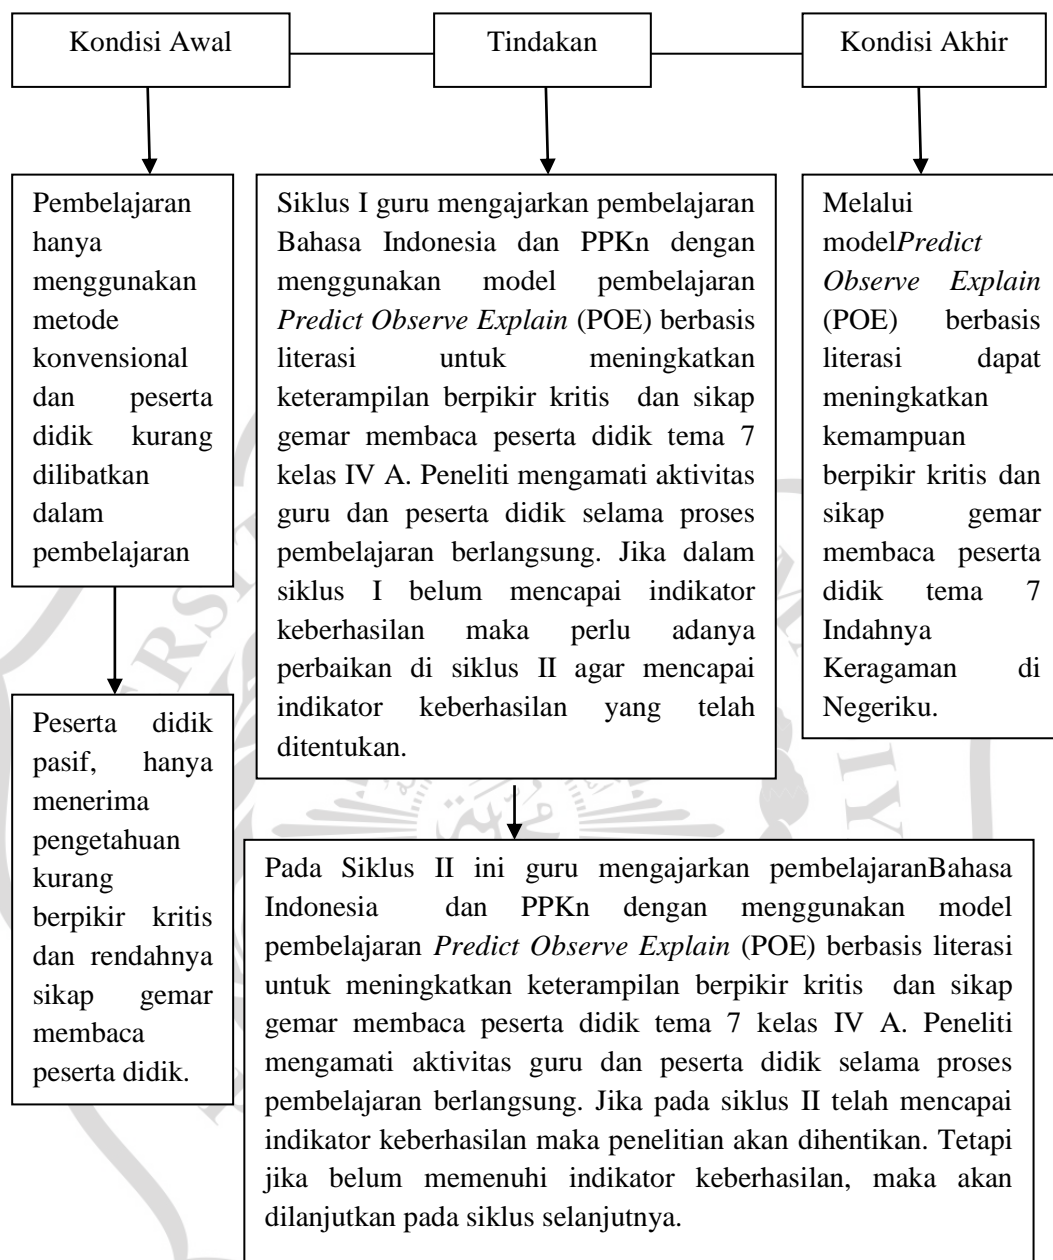 Kondisi Awal
Tindakan
Kondisi Akhir
Pembelajaran
hanya
menggunakan
metode
konvensional
dan peserta
didik kurang
dilibatkan
dalam
pembelajaran
Peserta didik
pasif, hanya
menerima
pengetahuan
kurang
berpikir kritis
dan rendahnya
sikap gemar
membaca
peserta didik.
Siklus I guru mengajarkan pembelajaran
Bahasa Indonesia dan PPKn dengan
menggunakan model pembelajaran
Predict Observe Explain (POE) berbasis
literasi untuk meningkatkan
keterampilan berpikir kritis dan sikap
gemar membaca peserta didik tema 7
kelas IV A. Peneliti mengamati aktivitas
guru dan peserta didik selama proses
pembelajaran berlangsung. Jika dalam
siklus I belum mencapai indikator
keberhasilan maka perlu adanya
perbaikan di siklus II agar mencapai
indikator keberhasilan yang telah
ditentukan.
Pada Siklus II ini guru mengajarkan pembelajaranBahasa
Indonesia dan PPKn dengan menggunakan model
pembelajaran Predict Observe Explain (POE) berbasis literasi
untuk meningkatkan keterampilan berpikir kritis dan sikap
gemar membaca peserta didik tema 7 kelas IV A. Peneliti
mengamati aktivitas guru dan peserta didik selama proses
pembelajaran berlangsung. Jika pada siklus II telah mencapai
indikator keberhasilan maka penelitian akan dihentikan. Tetapi
jika belum memenuhi indikator keberhasilan, maka akan
dilanjutkan pada siklus selanjutnya.
Melalui
modelPredict
Observe Explain
(POE) berbasis
literasi dapat
meningkatkan
kemampuan
berpikir kritis dan
sikap gemar
membaca peserta
didik tema 7
Indahnya
Keragaman di
Negeriku.